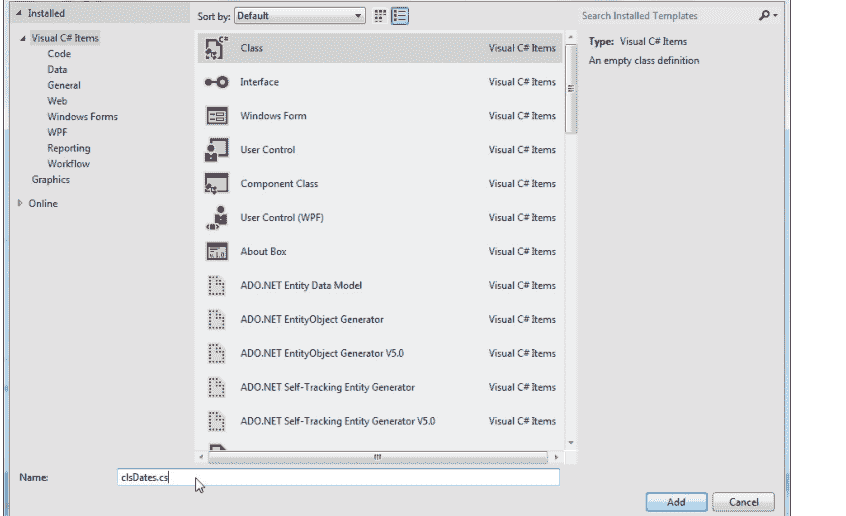 Installed
Sort by: Default
Search Installed Templates
Visual C# Items
Code
Data
General
Web
Windows Forms
WPF
Reporting
Workflow
Graphics
Online
Class Visual C# Items
Interface Visual C# Items
Windows Form Visual C# Items
User Control Visual C# Items
Component Class Visual C# Items
User Control (WPF) Visual C# Items
About Box Visual C# Items
ADO.NET Entity Data Model Visual C# Items
ADO.NET EntityObject Generator Visual C# Items
ADO.NET EntityObject Generator V5.0 Visual C# Items
ADO.NET Self-Tracking Entity Generator Visual C# Items
ADO.NET Self-Tracking Entity Generator V5.0 Visual C# Items
Type: Visual C# Items
An empty class definition
Name: clsDates.cs
Add Cancel